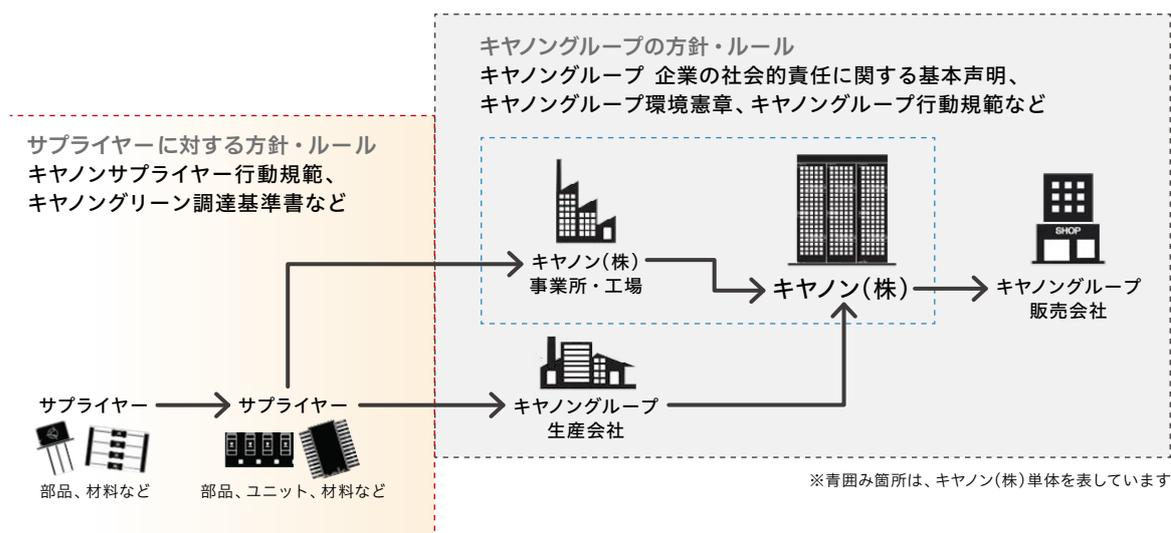 キヤノングループの方針・ルール
キヤノングループ 企業の社会的責任に関する基本声明、
キヤノングループ環境憲章、キヤノングループ行動規範など
サプライヤーに対する方針・ルール
キヤノンサプライヤー行動規範、
キヤノングリーン調達基準書など
キヤノン(株)
事業所・工場
キヤノン(株)
SHOP
キヤノングループ
販売会社
サプライヤー
部品、材料など
サプライヤー
部品、ユニット、材料など
キヤノングループ
生産会社
※青囲み箇所は、キヤノン(株)単体を表しています